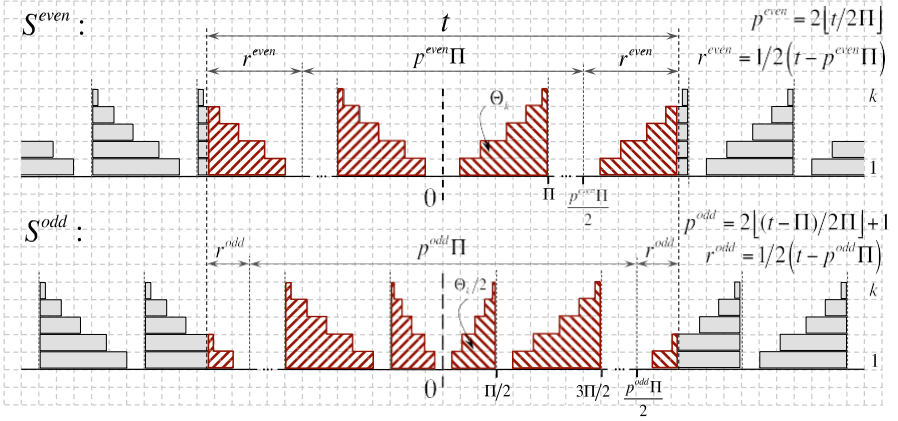 S^even :
t
p^even = 2⌊t/2Π⌋
r^even
p^even Π
r^even
r^even = 1/2(t − p^even Π)
Θ_k
k
...
...
1
0
Π
p^even Π
2
S^odd :
p^odd = 2⌊(t − Π)/2Π⌋ + 1
r^odd
p^odd Π
r^odd
r^odd = 1/2(t − p^odd Π)
Θ_k/2
k
1
...
...
0
Π/2
3Π/2
p^odd Π
2